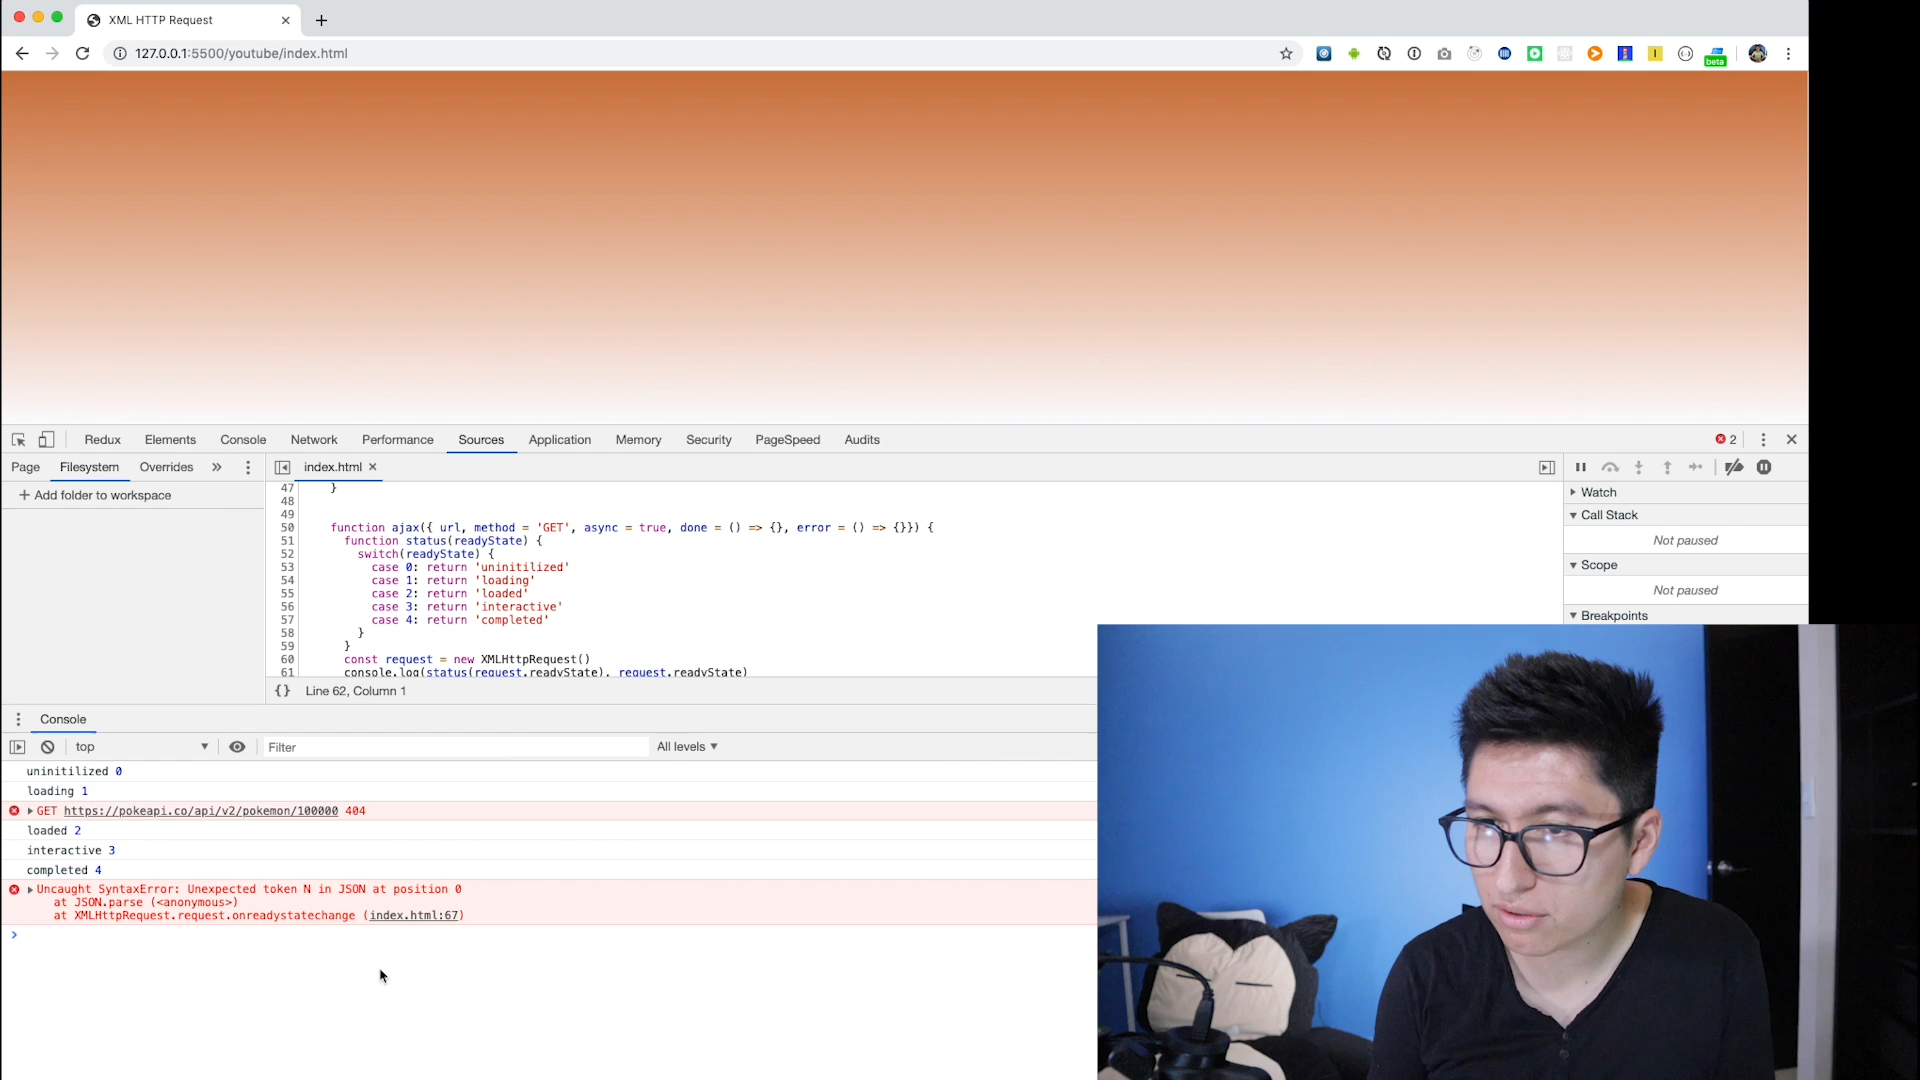 XML HTTP Request
127.0.0.1:5500/youtube/index.html
beta
Redux Elements Console Network Performance Sources Application Memory Security PageSpeed Audits 2
Page Filesystem Overrides » index.html
+ Add folder to workspace
47 }
48
49
50 function ajax({ url, method = 'GET', async = true, done = () => {}, error = () => {}}) {
51 function status(readyState) {
52 switch(readyState) {
53 case 0: return 'uninitilized'
54 case 1: return 'loading'
55 case 2: return 'loaded'
56 case 3: return 'interactive'
57 case 4: return 'completed'
58 }
59 }
60 const request = new XMLHttpRequest()
61 console.log(status(request.readyState), request.readyState)
{} Line 62, Column 1
Watch
Call Stack
Not paused
Scope
Not paused
Breakpoints
Console
top Filter All levels
uninitilized 0
loading 1
GET https://pokeapi.co/api/v2/pokemon/100000 404
loaded 2
interactive 3
completed 4
Uncaught SyntaxError: Unexpected token N in JSON at position 0
at JSON.parse (<anonymous>)
at XMLHttpRequest.request.onreadystatechange (index.html:67)
>